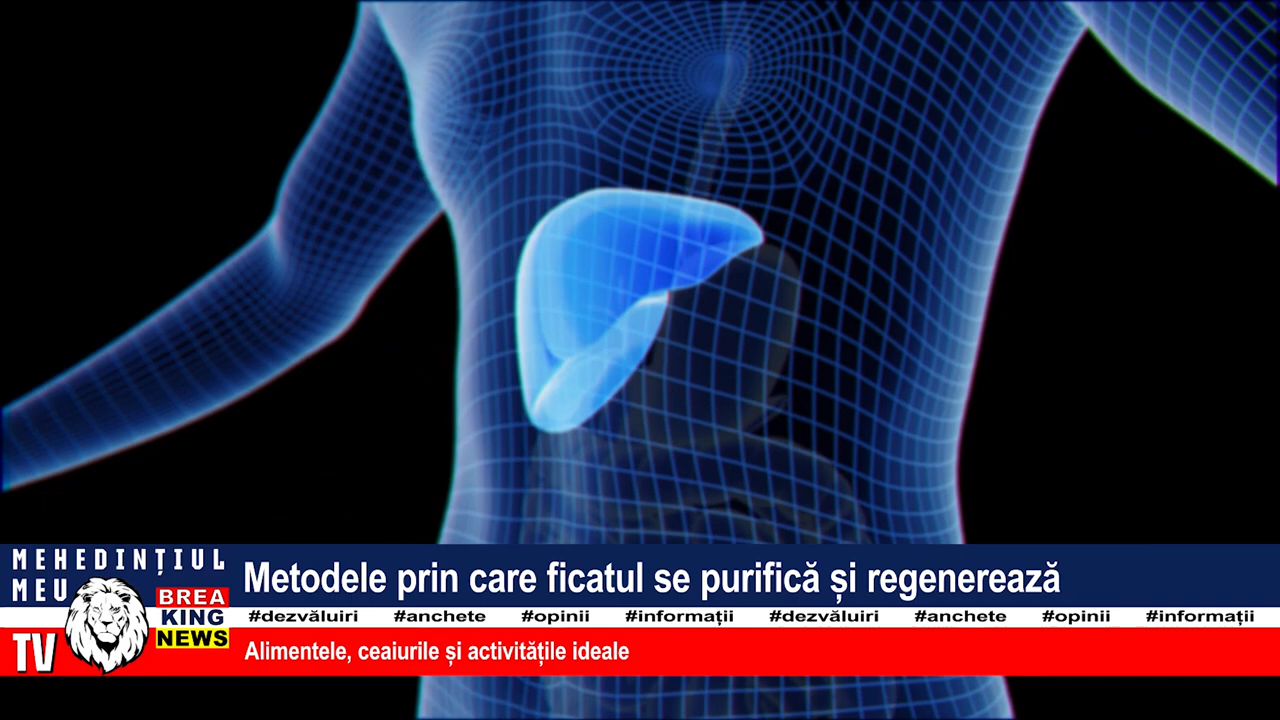 MEHEDINȚIUL
MEU
TV
BREA
KING
NEWS
Metodele prin care ficatul se purifică și regenerează
#dezvăluiri #anchete #opinii #informații #dezvăluiri #anchete #opinii #informații
Alimentele, ceaiurile și activitățile ideale